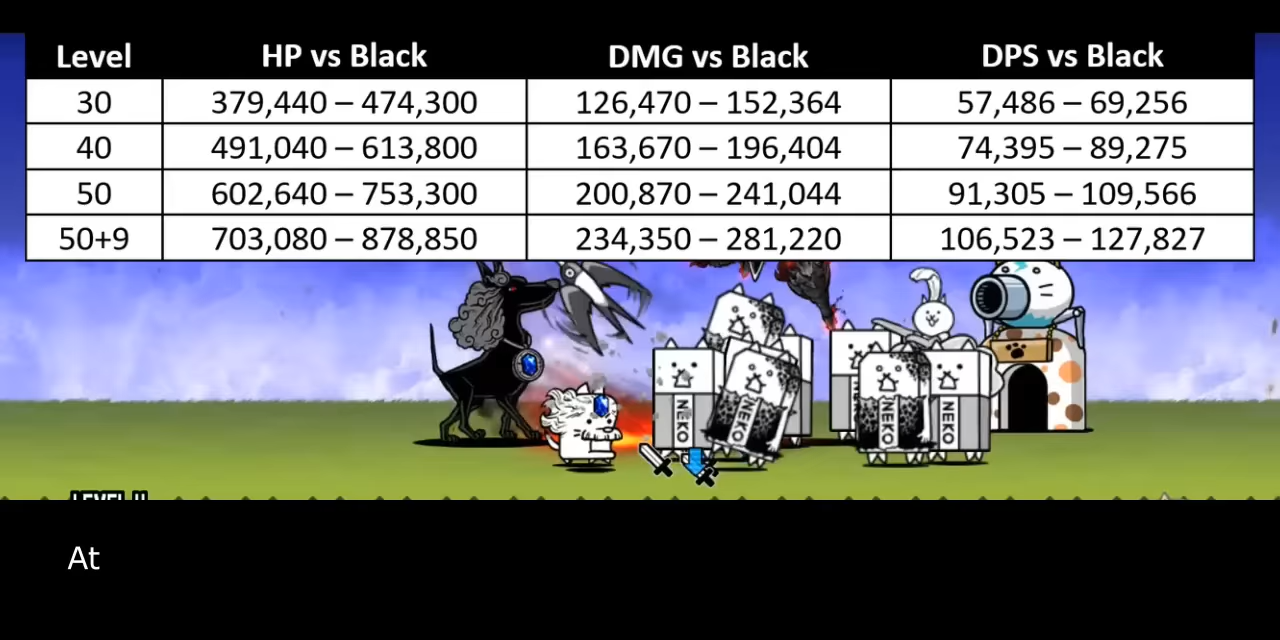 Level HP vs Black DMG vs Black DPS vs Black
30 379,440 – 474,300 126,470 – 152,364 57,486 – 69,256
40 491,040 – 613,800 163,670 – 196,404 74,395 – 89,275
50 602,640 – 753,300 200,870 – 241,044 91,305 – 109,566
50+9 703,080 – 878,850 234,350 – 281,220 106,523 – 127,827
NEKO
NEKO
NEKO
NEKO
At